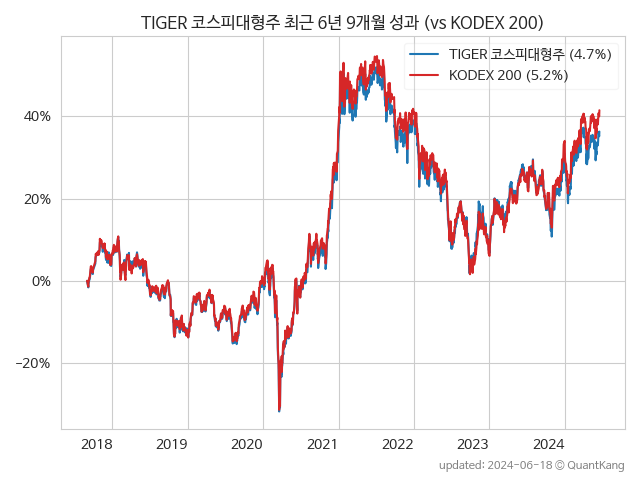 TIGER 코스피대형주 최근 6년 9개월 성과 (vs KODEX 200)
TIGER 코스피대형주 (4.7%)
KODEX 200 (5.2%)
40%
20%
0%
−20%
2018 2019 2020 2021 2022 2023 2024
updated: 2024-06-18 © QuantKang